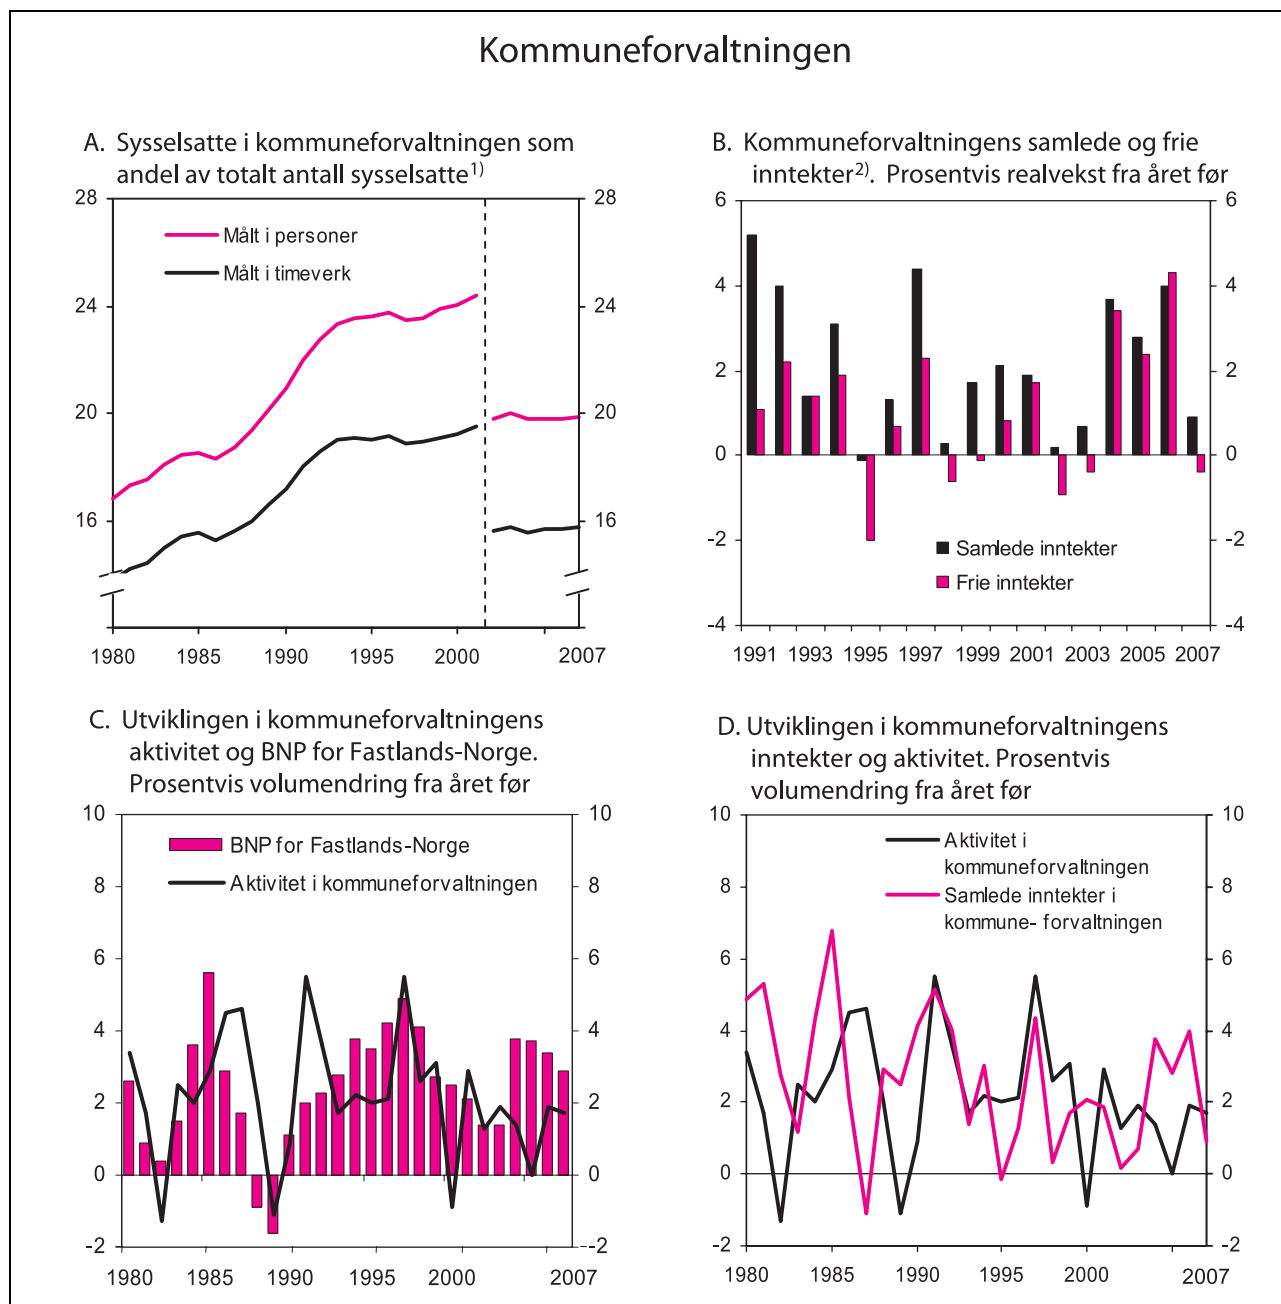 Kommuneforvaltningen
A. Sysselsatte i kommuneforvaltningen som
andel av totalt antall sysselsatte1)
28
28
Målt i personer
Målt i timeverk
24
24
20
20
16
16
1980 1985 1990 1995 2000 2007
B. Kommuneforvaltningens samlede og frie
inntekter2). Prosentvis realvekst fra året før
6
6
4
4
2
2
0
0
-2
-2
Samlede inntekter
Frie inntekter
-4
-4
1991 1993 1995 1997 1999 2001 2003 2005 2007
C. Utviklingen i kommuneforvaltningens
aktivitet og BNP for Fastlands-Norge.
Prosentvis volumendring fra året før
10
10
BNP for Fastlands-Norge
Aktivitet i kommuneforvaltningen
8
8
6
6
4
4
2
2
0
0
-2
-2
1980 1985 1990 1995 2000 2007
D. Utviklingen i kommuneforvaltningens
inntekter og aktivitet. Prosentvis
volumendring fra året før
10
10
Aktivitet i
kommuneforvaltningen
Samlede inntekter i
kommune- forvaltningen
8
8
6
6
4
4
2
2
0
0
-2
-2
1980 1985 1990 1995 2000 2007